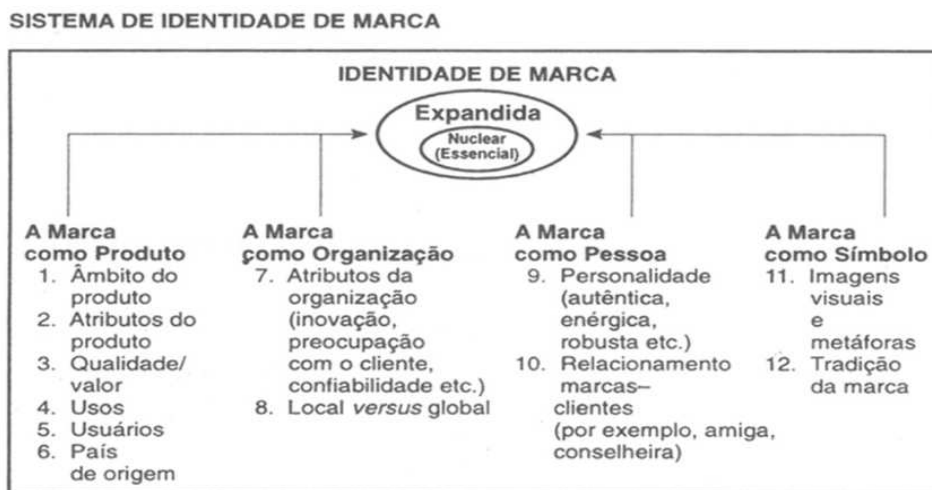 SISTEMA DE IDENTIDADE DE MARCA
IDENTIDADE DE MARCA
Expandida
Nuclear
(Essencial)
A Marca
como Produto
1. Âmbito do
produto
2. Atributos do
produto
3. Qualidade/
valor
4. Usos
5. Usuários
6. País
de origem
A Marca
como Organização
7. Atributos da
organização
(inovação,
preocupação
com o cliente,
confiabilidade etc.)
8. Local versus global
A Marca
como Pessoa
9. Personalidade
(autêntica,
enérgica,
robusta etc.)
10. Relacionamento
marcas–
clientes
(por exemplo, amiga,
conselheira)
A Marca
como Símbolo
11. Imagens
visuais
e
metáforas
12. Tradição
da marca